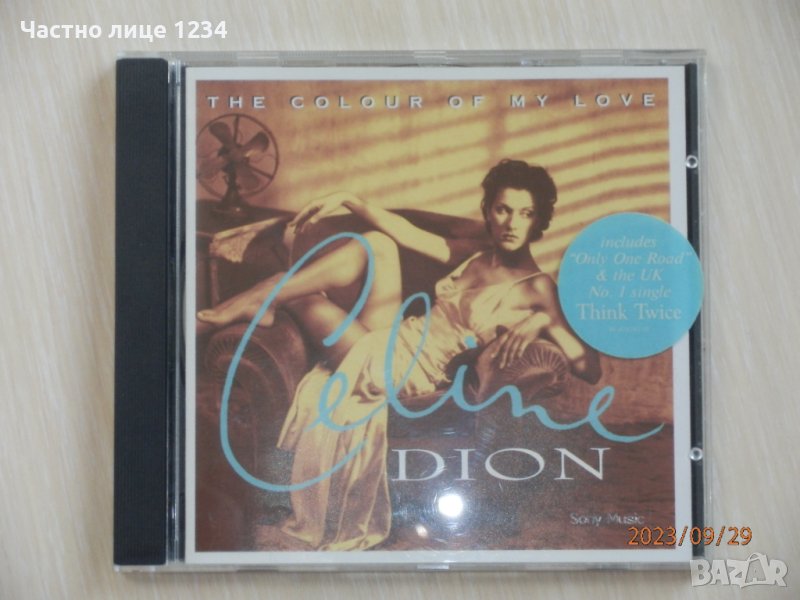 Частно лице 1234
THE COLOUR OF MY LOVE
includes
"Only One Road"
& the UK
No. 1 single
Think Twice
Celine
DION
Sony Music
2023/09/29
BAZAR